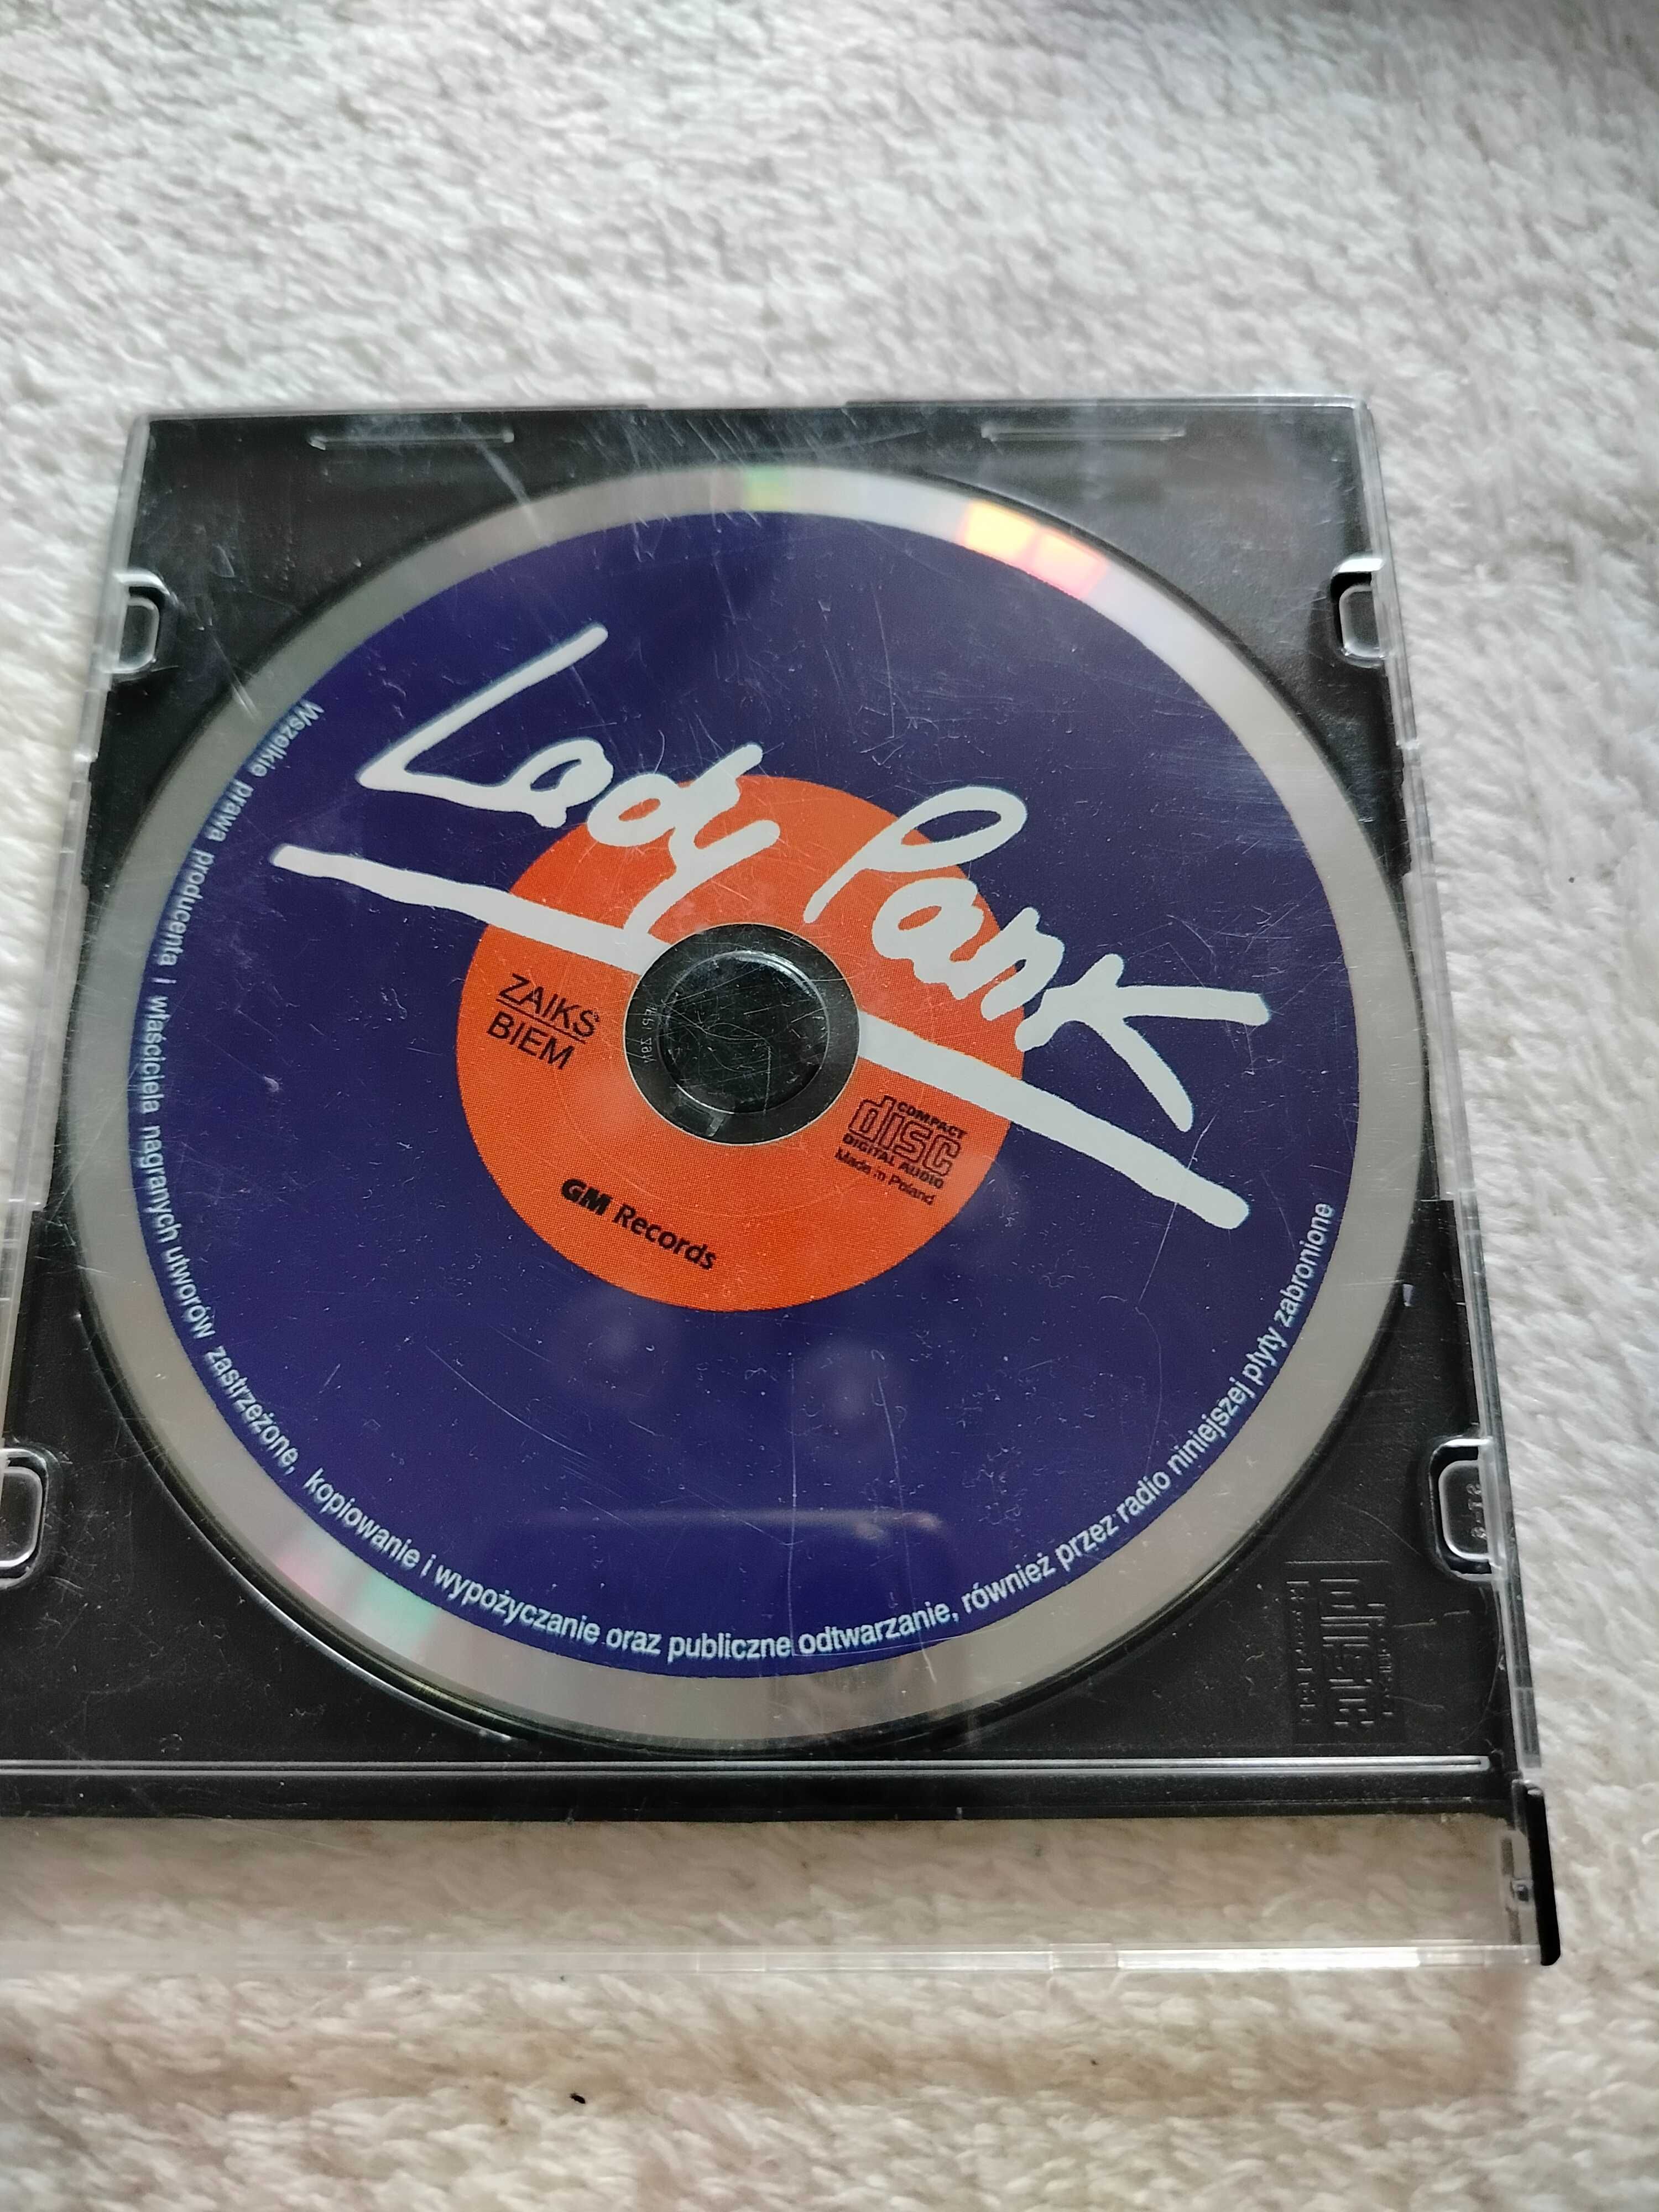 Lady Pank
ZAIKS
BIEM
COMPACT
disc
DIGITAL AUDIO
Made in Poland
GM Records
Wszelkie prawa producenta i właściciela nagranych utworów zastrzeżone, kopiowanie i wypożyczanie oraz publiczne odtwarzanie, również przez radio niniejszej płyty zabronione